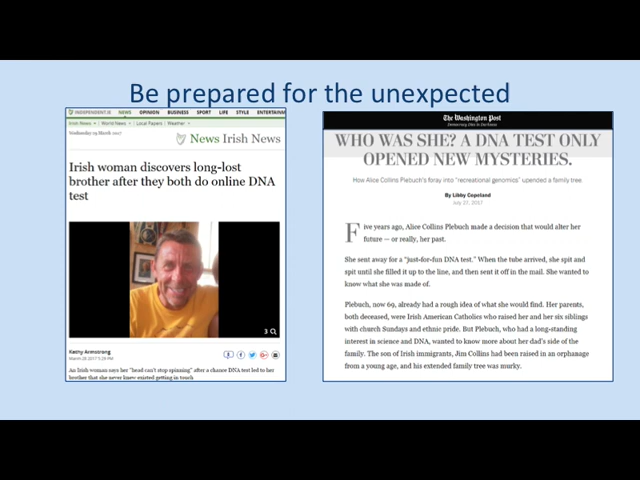 Be prepared for the unexpected
INDEPENDENT.IE NEWS OPINION BUSINESS SPORT LIFE STYLE ENTERTAINM
Irish News World News Local Papers Weather
News Irish News
Irish woman discovers long-lost
brother after they both do online DNA
test
3
Kathy Armstrong
An Irish woman says her "head can't stop spinning" after a chance DNA test led to her
brother that she never knew existed getting in touch
The Washington Post
Democracy Dies in Darkness
WHO WAS SHE? A DNA TEST ONLY
OPENED NEW MYSTERIES.
How Alice Collins Plebuch's foray into "recreational genomics" upended a family tree.
By Libby Copeland
July 27, 2017
Five years ago, Alice Collins Plebuch made a decision that would alter her
future — or really, her past.
She sent away for a "just-for-fun DNA test." When the tube arrived, she spit and
spit until she filled it up to the line, and then sent it off in the mail. She wanted to
know what she was made of.
Plebuch, now 69, already had a rough idea of what she would find. Her parents,
both deceased, were Irish American Catholics who raised her and her six siblings
with church Sundays and ethnic pride. But Plebuch, who had a long-standing
interest in science and DNA, wanted to know more about her dad's side of the
family. The son of Irish immigrants, Jim Collins had been raised in an orphanage
from a young age, and his extended family tree was murky.